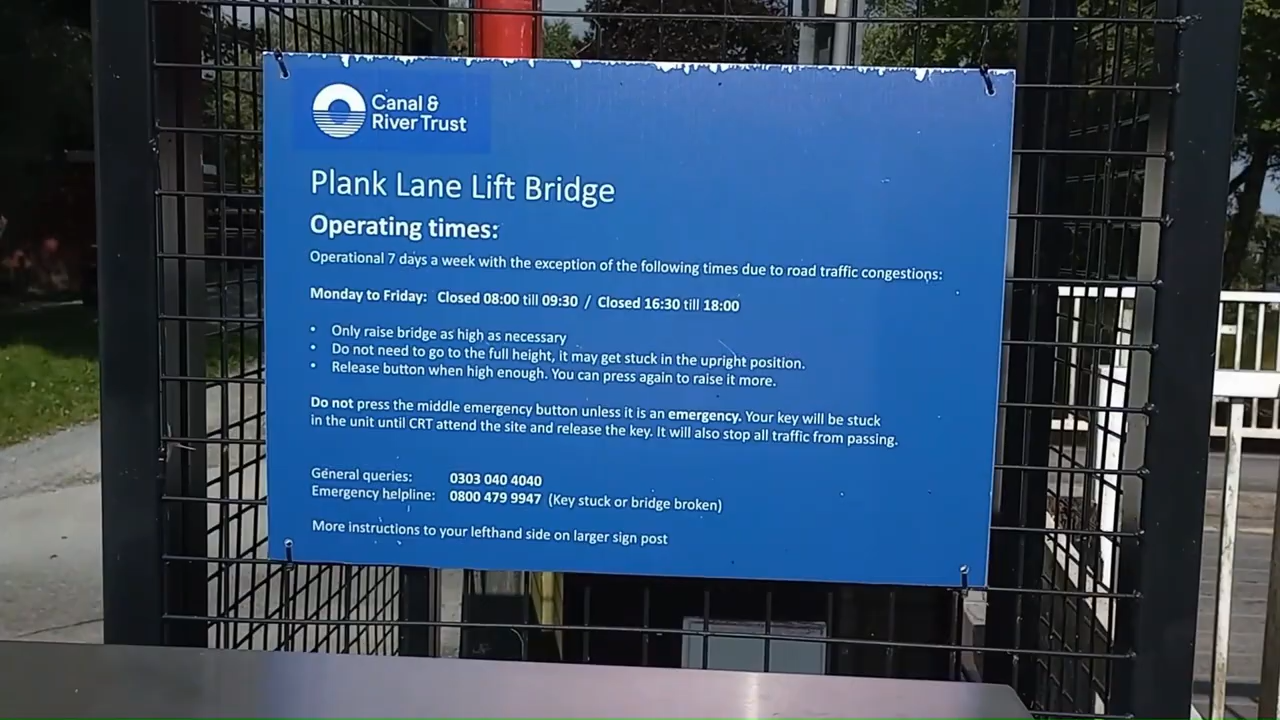 Canal &
River Trust
Plank Lane Lift Bridge
Operating times:
Operational 7 days a week with the exception of the following times due to road traffic congestions:
Monday to Friday: Closed 08:00 till 09:30 / Closed 16:30 till 18:00
• Only raise bridge as high as necessary
• Do not need to go to the full height, it may get stuck in the upright position.
• Release button when high enough. You can press again to raise it more.
Do not press the middle emergency button unless it is an emergency. Your key will be stuck
in the unit until CRT attend the site and release the key. It will also stop all traffic from passing.
General queries: 0303 040 4040
Emergency helpline: 0800 479 9947 (Key stuck or bridge broken)
More instructions to your lefthand side on larger sign post